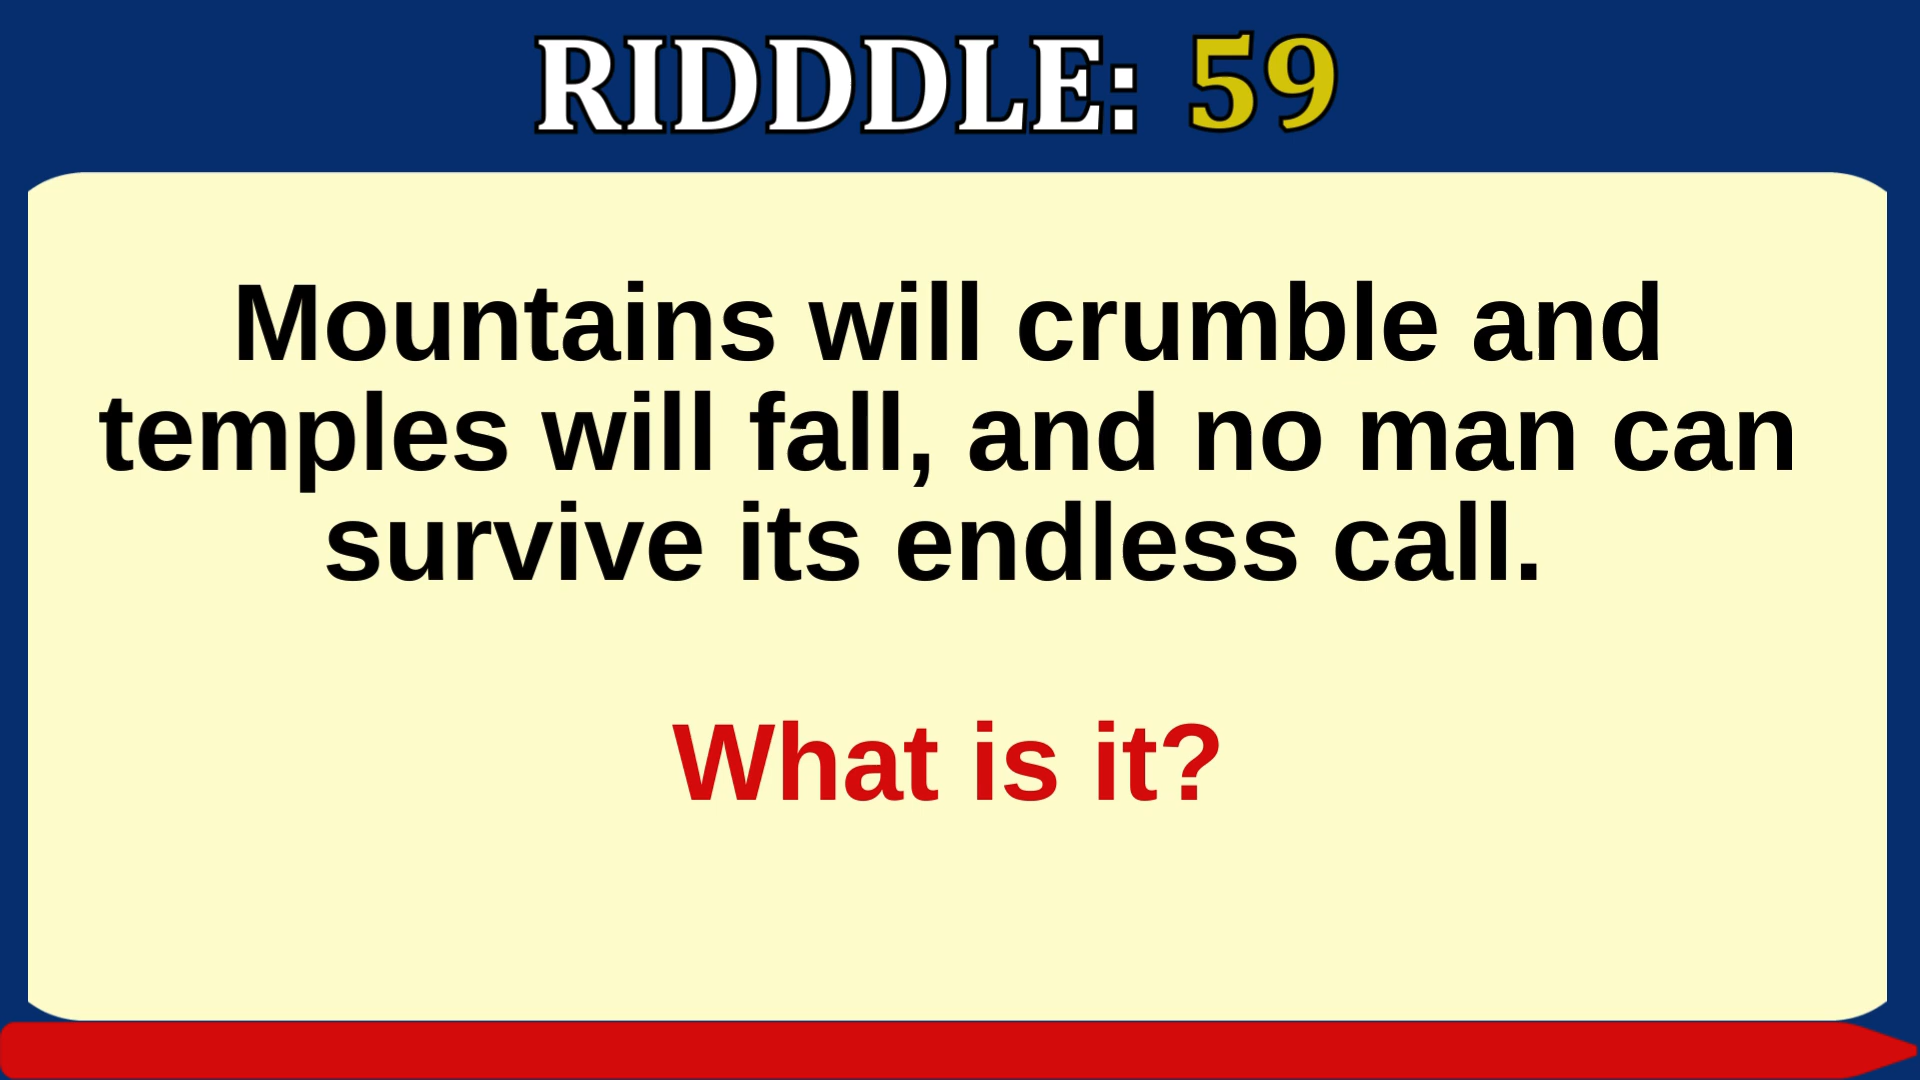 RIDDDLE: 59
Mountains will crumble and
temples will fall, and no man can
survive its endless call.
What is it?